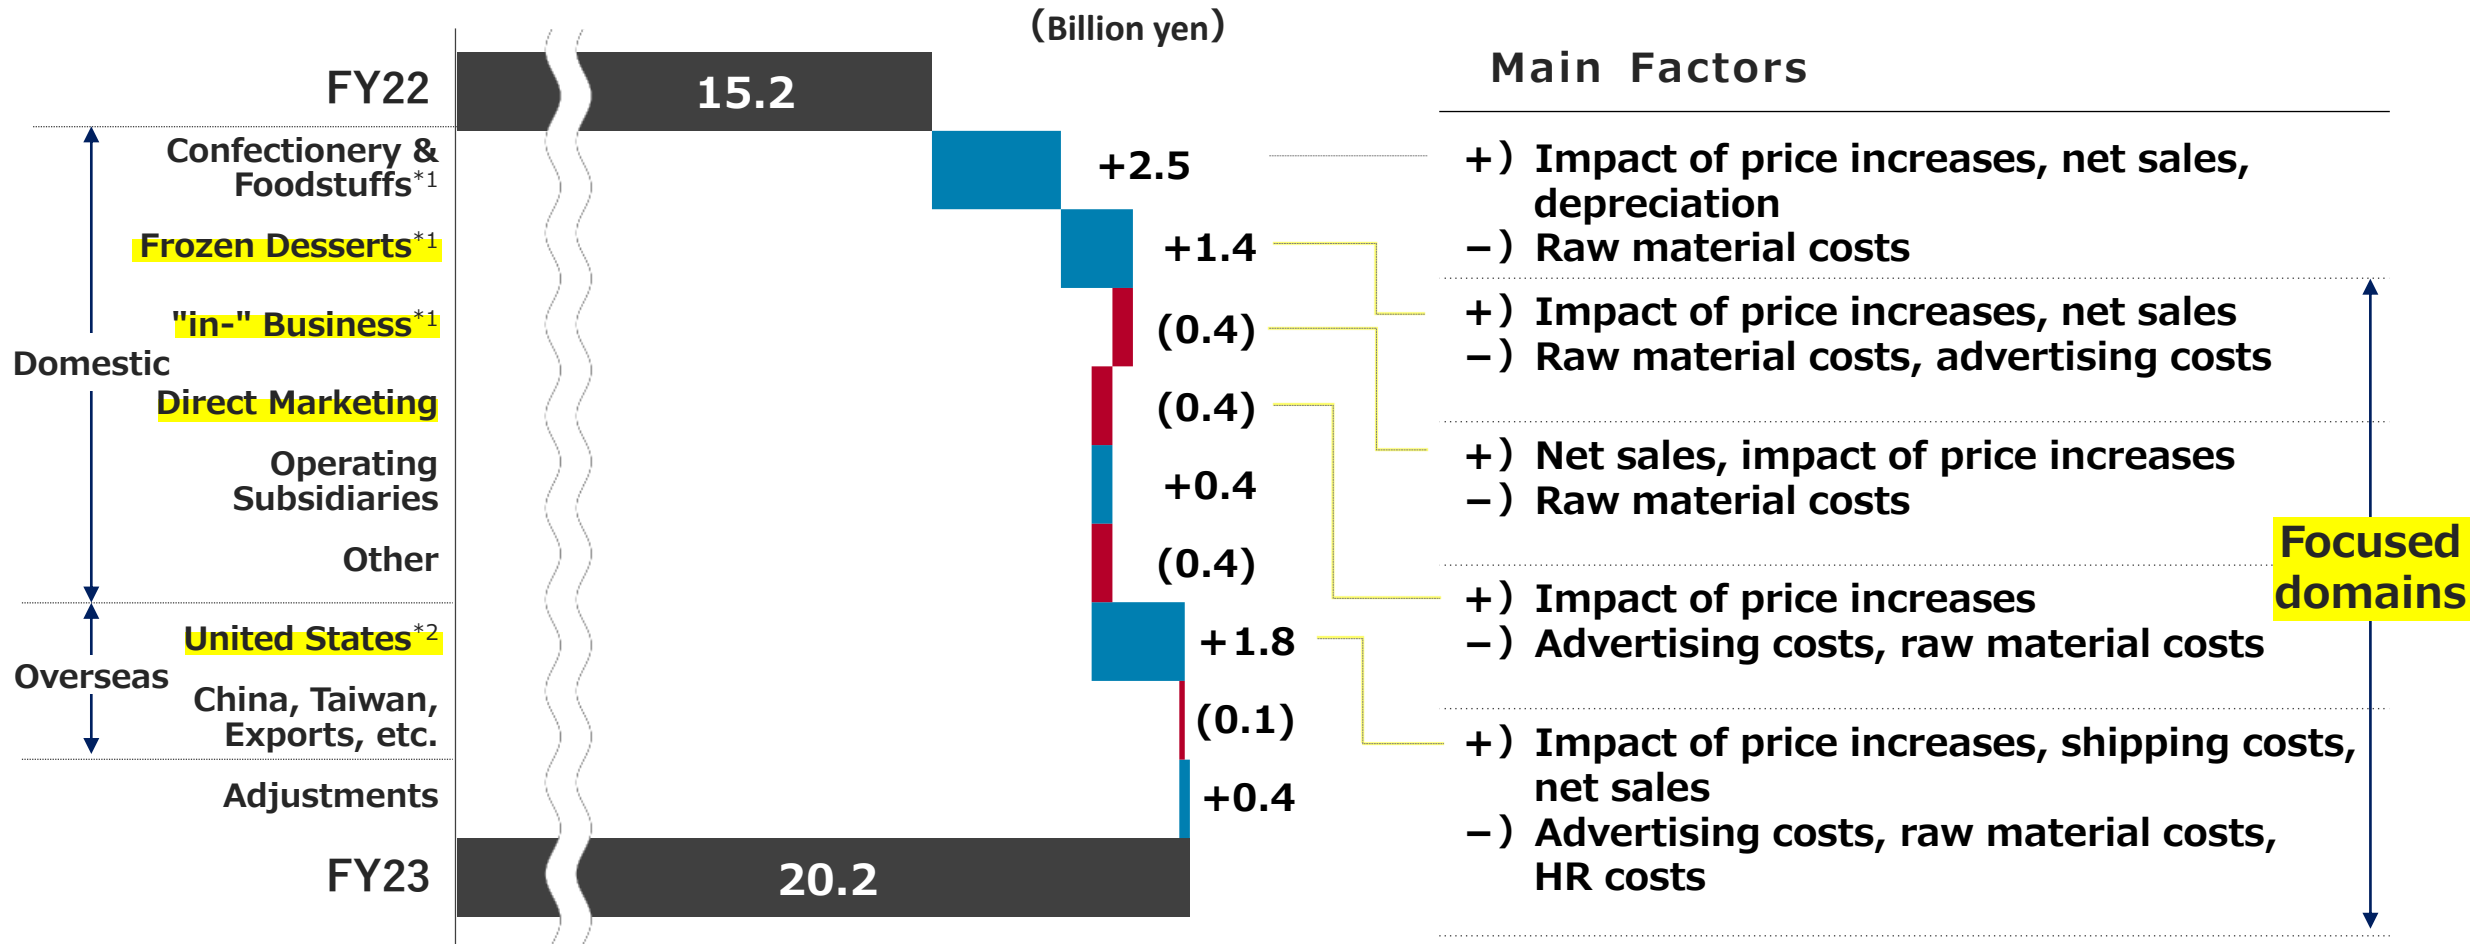 （Billion yen）
Main Factors
FY22
15.2
Domestic
Confectionery &
Foodstuffs*1
+2.5
Frozen Desserts*1
+1.4
"in-" Business*1
(0.4)
Direct Marketing
(0.4)
Operating
Subsidiaries
+0.4
Other
(0.4)
Overseas
United States*2
+1.8
China, Taiwan,
Exports, etc.
(0.1)
Adjustments
+0.4
FY23
20.2
+) Impact of price increases, net sales,
depreciation
−) Raw material costs
+) Impact of price increases, net sales
−) Raw material costs, advertising costs
+) Net sales, impact of price increases
−) Raw material costs
+) Impact of price increases
−) Advertising costs, raw material costs
+) Impact of price increases, shipping costs,
net sales
−) Advertising costs, raw material costs,
HR costs
Focused
domains